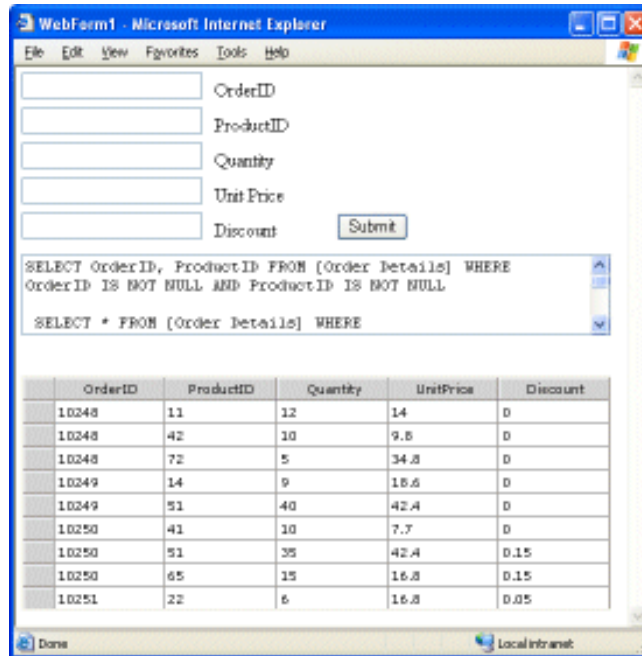 WebForm1 - Microsoft Internet Explorer
File Edit View Favorites Tools Help
OrderID
ProductID
Quantity
Unit Price
Discount Submit
SELECT OrderID, ProductID FROM [Order Details] WHERE
OrderID IS NOT NULL AND ProductID IS NOT NULL
SELECT * FROM [Order Details] WHERE
OrderID ProductID Quantity UnitPrice Discount
10248 11 12 14 0
10248 42 10 9.8 0
10248 72 5 34.8 0
10249 14 9 18.6 0
10249 51 40 42.4 0
10250 41 10 7.7 0
10250 51 35 42.4 0.15
10250 65 15 16.8 0.15
10251 22 6 16.8 0.05
Done Local intranet